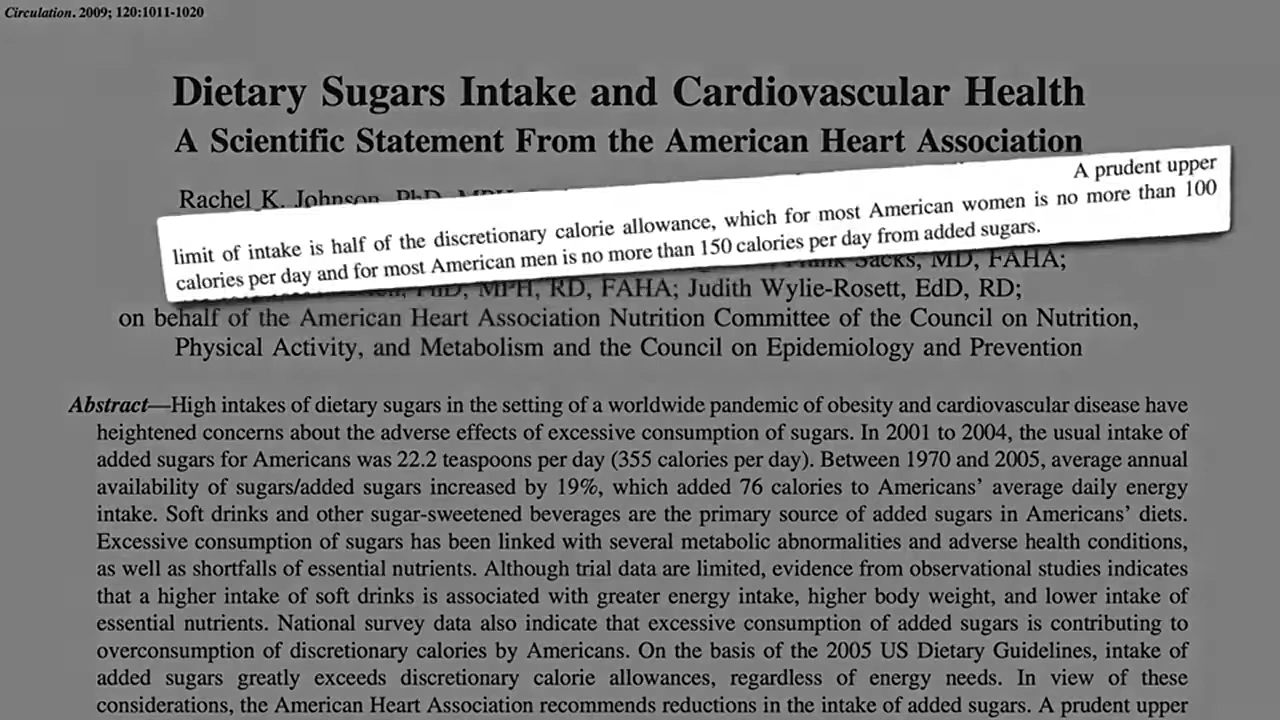 Circulation. 2009; 120:1011-1020
Dietary Sugars Intake and Cardiovascular Health
A Scientific Statement From the American Heart Association
Rachel K. Johnson, PhD, MPH,
A prudent upper
limit of intake is half of the discretionary calorie allowance, which for most American women is no more than 100
calories per day and for most American men is no more than 150 calories per day from added sugars.
Frank Sacks, MD, FAHA;
PhD, MPH, RD, FAHA; Judith Wylie-Rosett, EdD, RD;
on behalf of the American Heart Association Nutrition Committee of the Council on Nutrition,
Physical Activity, and Metabolism and the Council on Epidemiology and Prevention
Abstract—High intakes of dietary sugars in the setting of a worldwide pandemic of obesity and cardiovascular disease have
heightened concerns about the adverse effects of excessive consumption of sugars. In 2001 to 2004, the usual intake of
added sugars for Americans was 22.2 teaspoons per day (355 calories per day). Between 1970 and 2005, average annual
availability of sugars/added sugars increased by 19%, which added 76 calories to Americans’ average daily energy
intake. Soft drinks and other sugar-sweetened beverages are the primary source of added sugars in Americans’ diets.
Excessive consumption of sugars has been linked with several metabolic abnormalities and adverse health conditions,
as well as shortfalls of essential nutrients. Although trial data are limited, evidence from observational studies indicates
that a higher intake of soft drinks is associated with greater energy intake, higher body weight, and lower intake of
essential nutrients. National survey data also indicate that excessive consumption of added sugars is contributing to
overconsumption of discretionary calories by Americans. On the basis of the 2005 US Dietary Guidelines, intake of
added sugars greatly exceeds discretionary calorie allowances, regardless of energy needs. In view of these
considerations, the American Heart Association recommends reductions in the intake of added sugars. A prudent upper